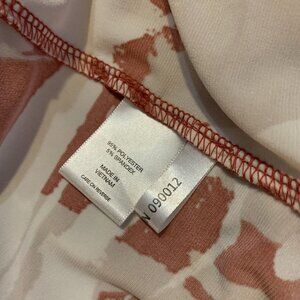 95% POLYESTER
5% SPANDEX
MADE IN
VIETNAM
CARE ON REVERSE
N 090012